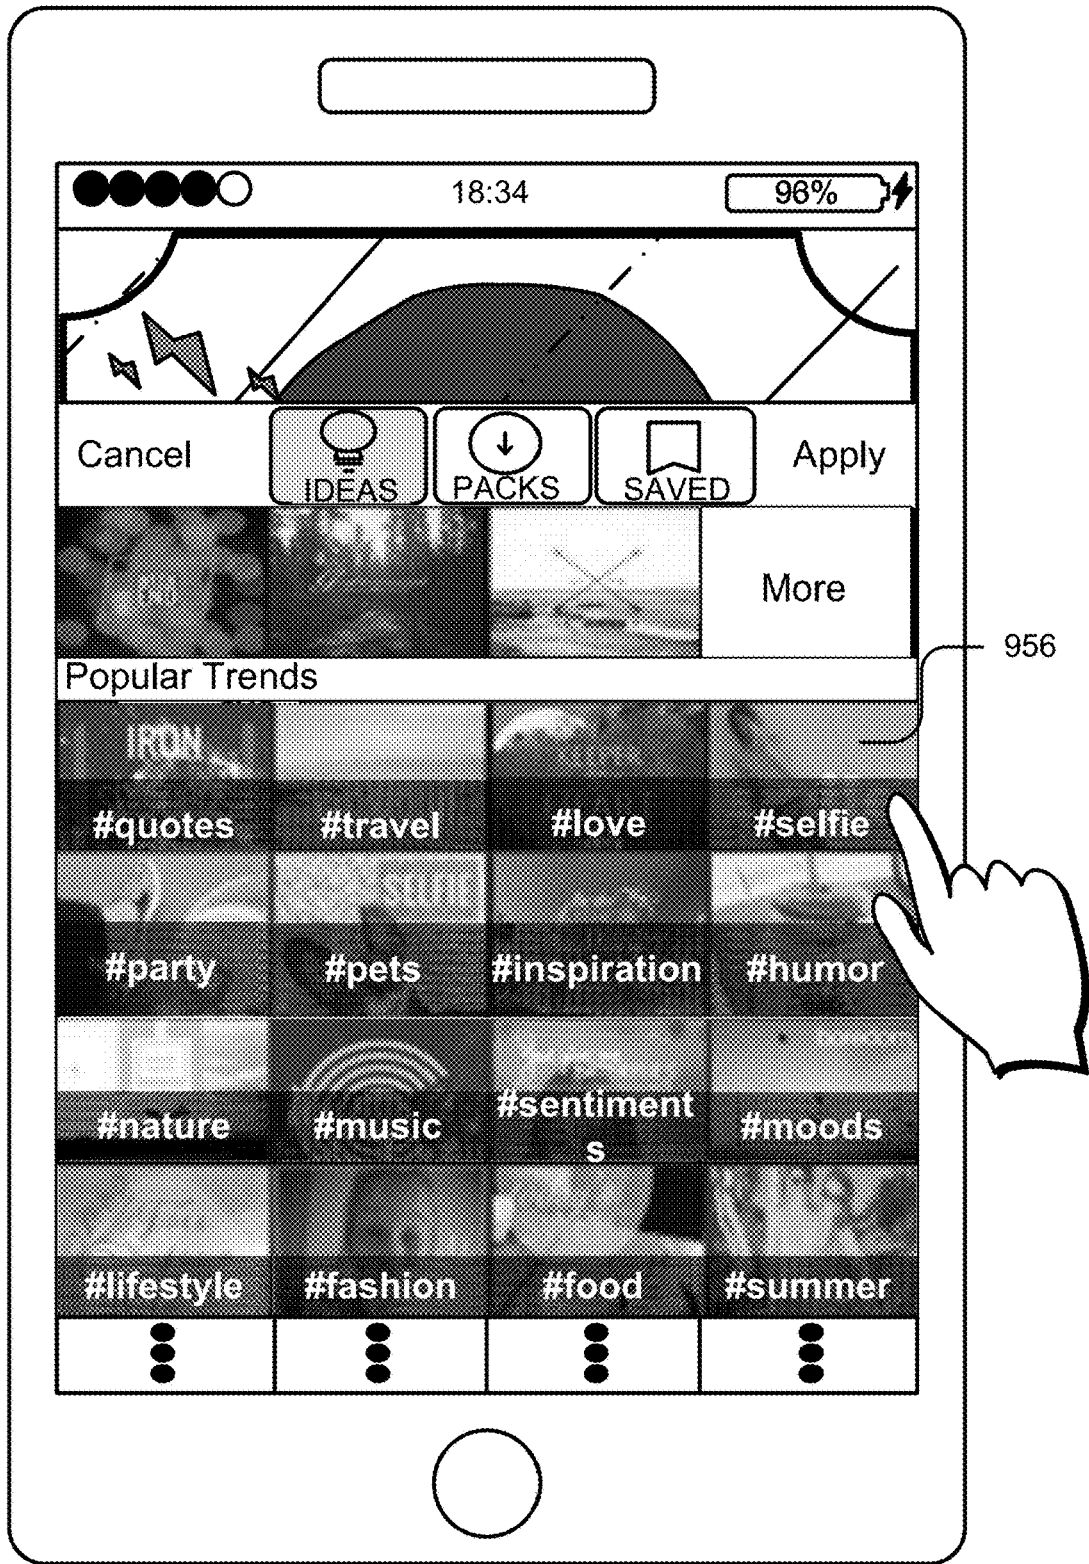 18:34
96%
Cancel
IDEAS
PACKS
SAVED
Apply
More
956
Popular Trends
IRON
#quotes
#travel
#love
#selfie
#party
#pets
#inspiration
#humor
#nature
#music
#sentiment
s
#moods
#lifestyle
#fashion
#food
#summer